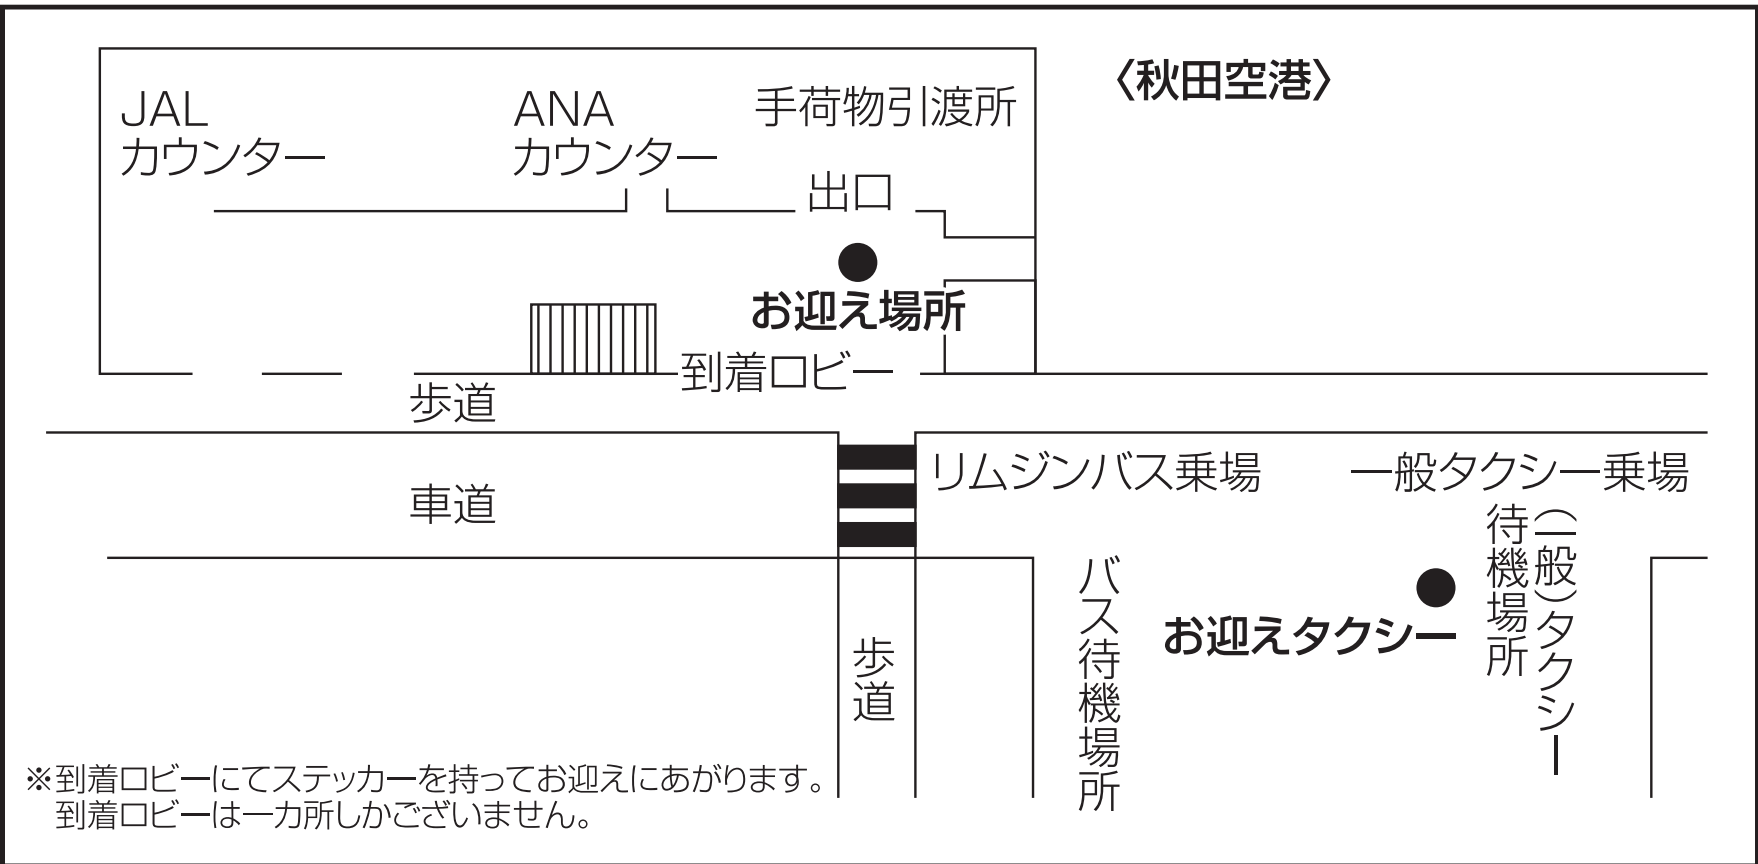 〈秋田空港〉
JAL
カウンター
ANA
カウンター
手荷物引渡所
出口
お迎え場所
到着ロビー
歩道
車道
リムジンバス乗場
一般タクシー乗場
(一般)タクシー
待機場所
お迎えタクシー
バス待機場所
歩道
※到着ロビーにてステッカーを持ってお迎えにあがります。
到着ロビーは一カ所しかございません。